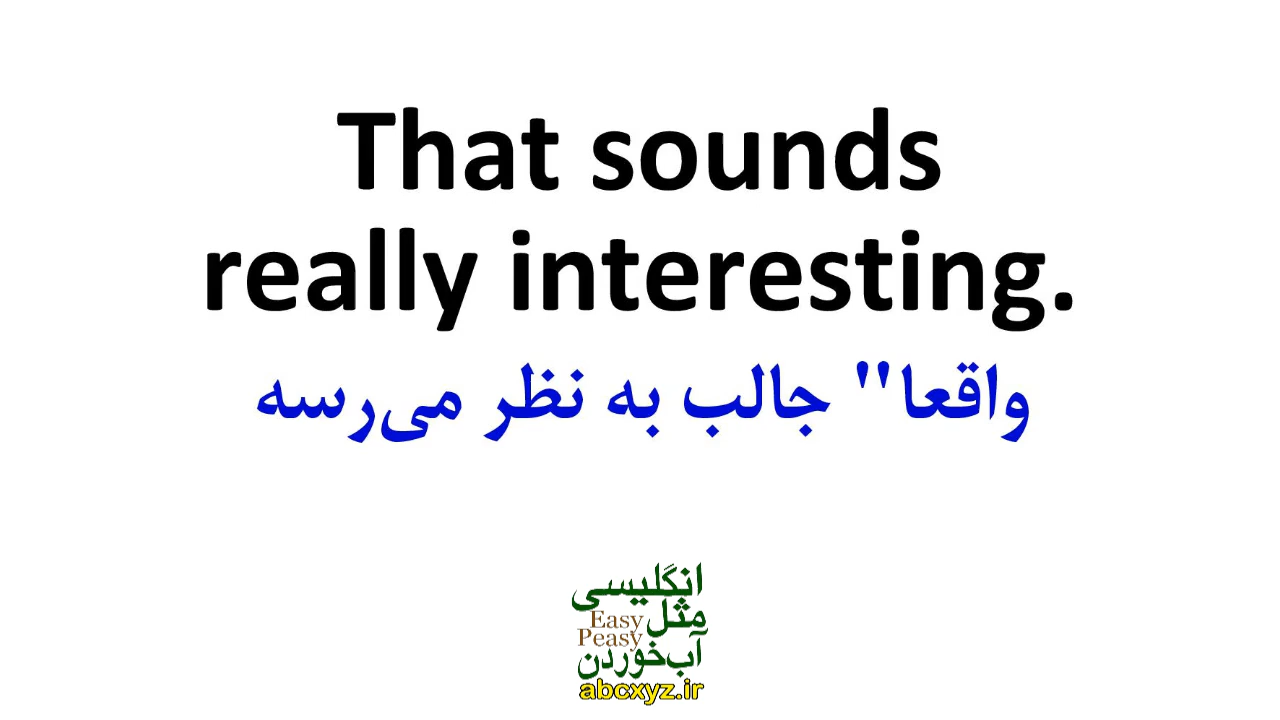 That sounds
really interesting.
واقعا" جالب به نظر می‌رسه
انگلیسی
مثل
Easy
Peasy
آب‌خوردن
abcxyz.ir